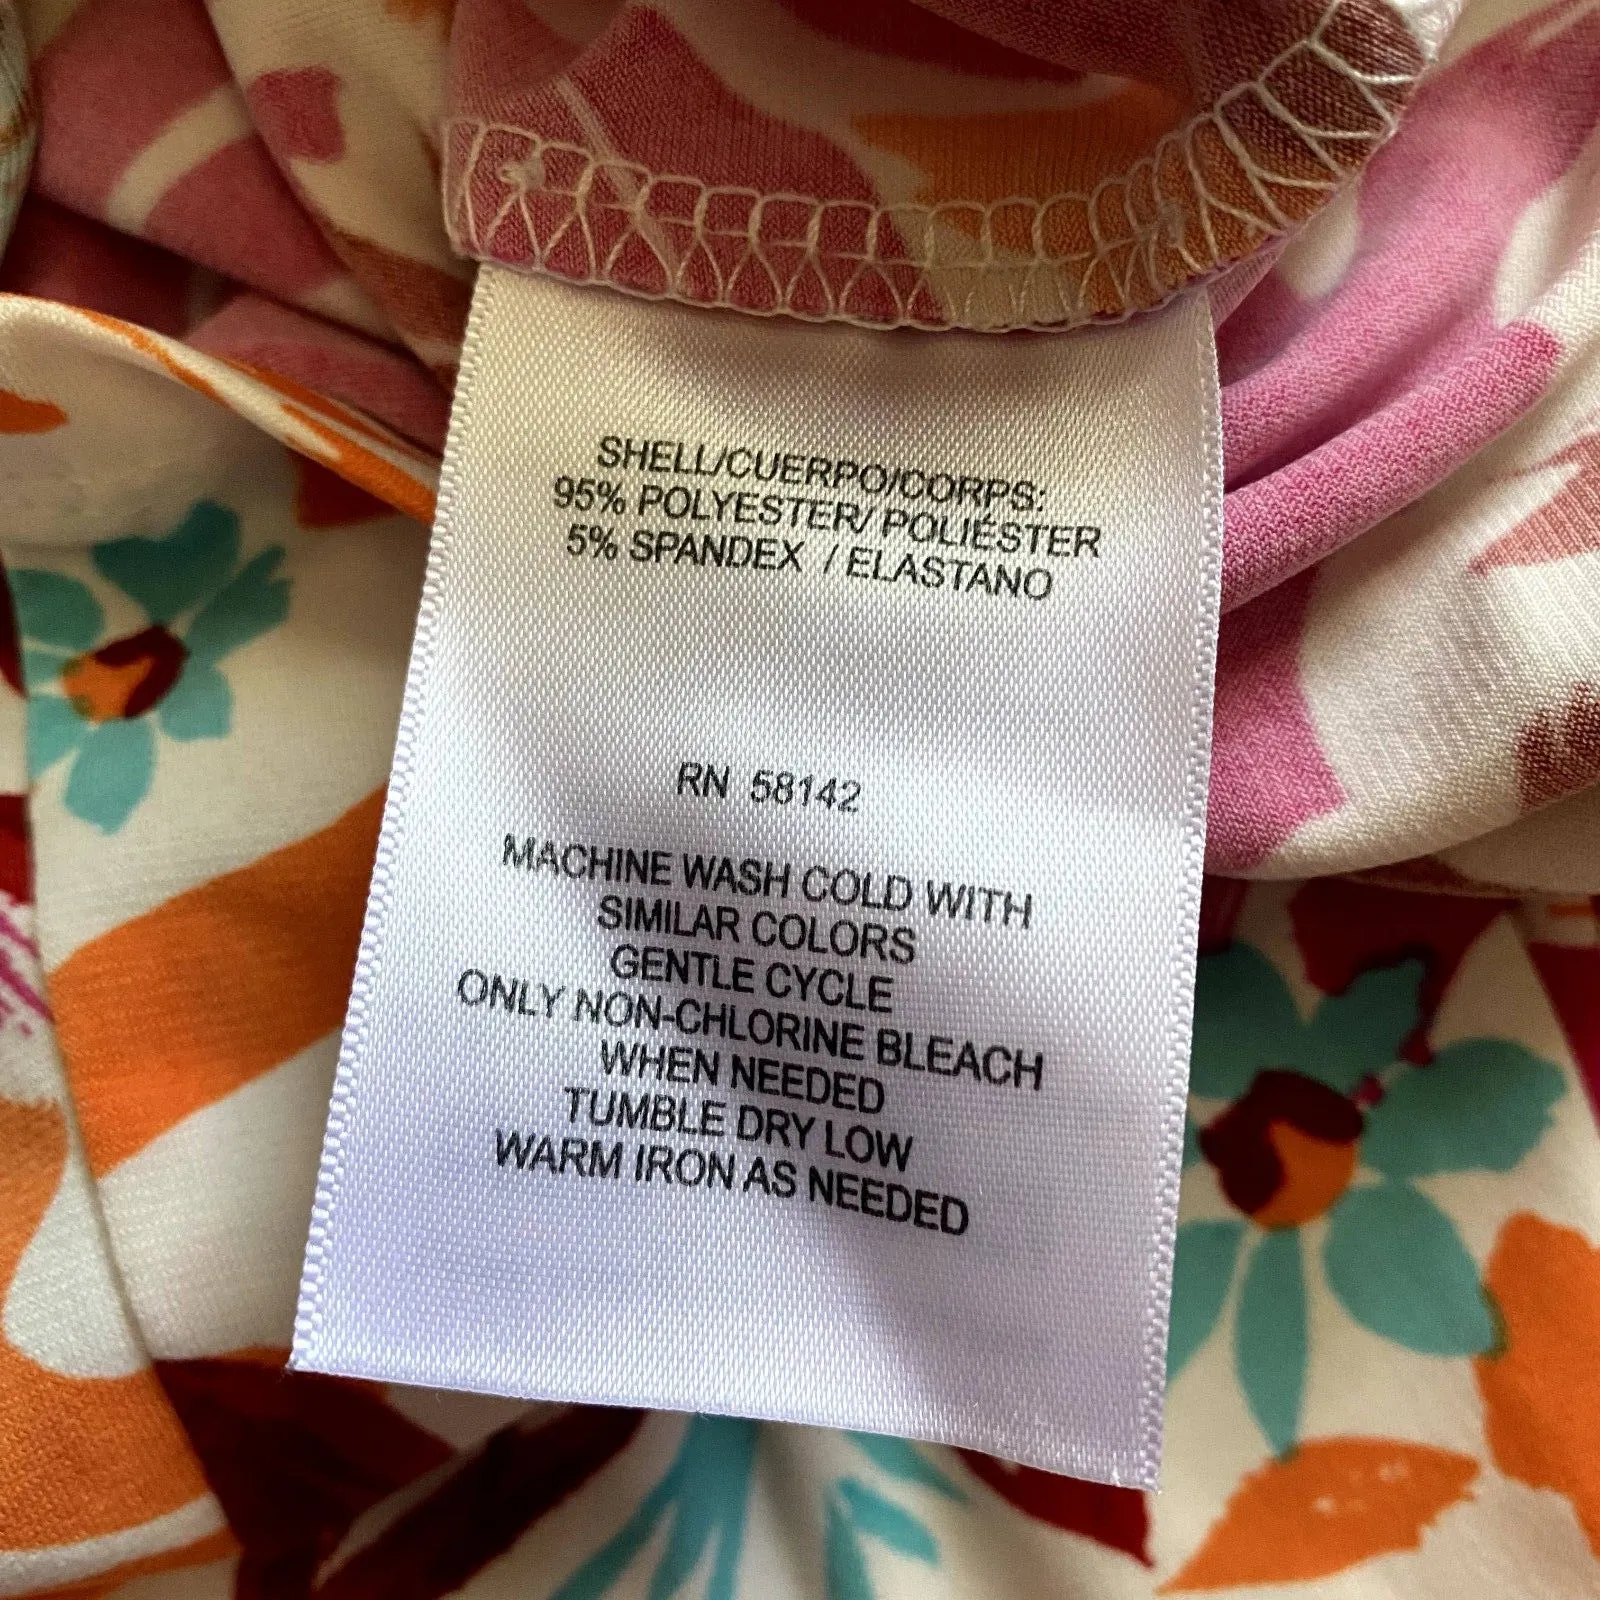 SHELL/CUERPO/CORPS:
95% POLYESTER/ POLIÉSTER
5% SPANDEX / ELASTANO
RN 58142
MACHINE WASH COLD WITH
SIMILAR COLORS
GENTLE CYCLE
ONLY NON-CHLORINE BLEACH
WHEN NEEDED
TUMBLE DRY LOW
WARM IRON AS NEEDED